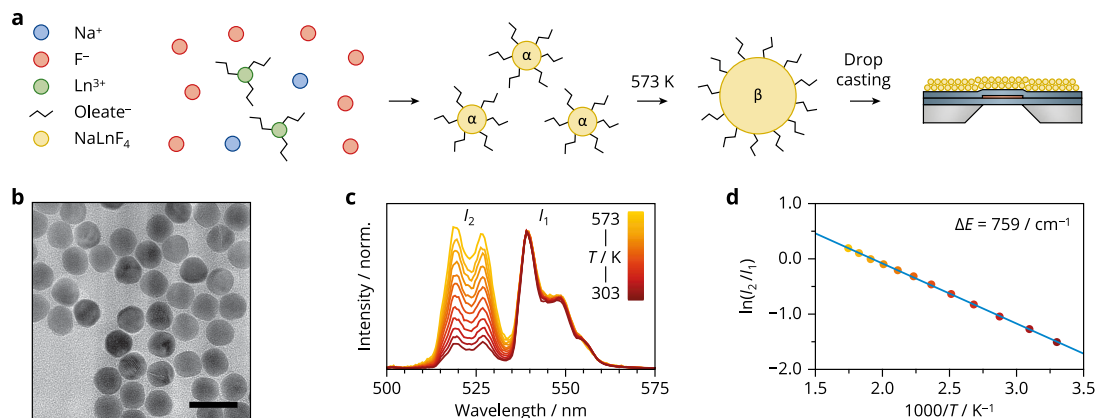 a
Na⁺
F⁻
Ln³⁺
Oleate⁻
NaLnF₄
α
α
α
573 K
β
Drop
casting
b
c
I₂
I₁
573
T / K
303
Intensity / norm.
500
525
550
575
Wavelength / nm
d
ΔE = 759 / cm⁻¹
ln(I₂ /I₁)
1.0
0.0
−1.0
−2.0
1.5
2.0
2.5
3.0
3.5
1000/T / K⁻¹